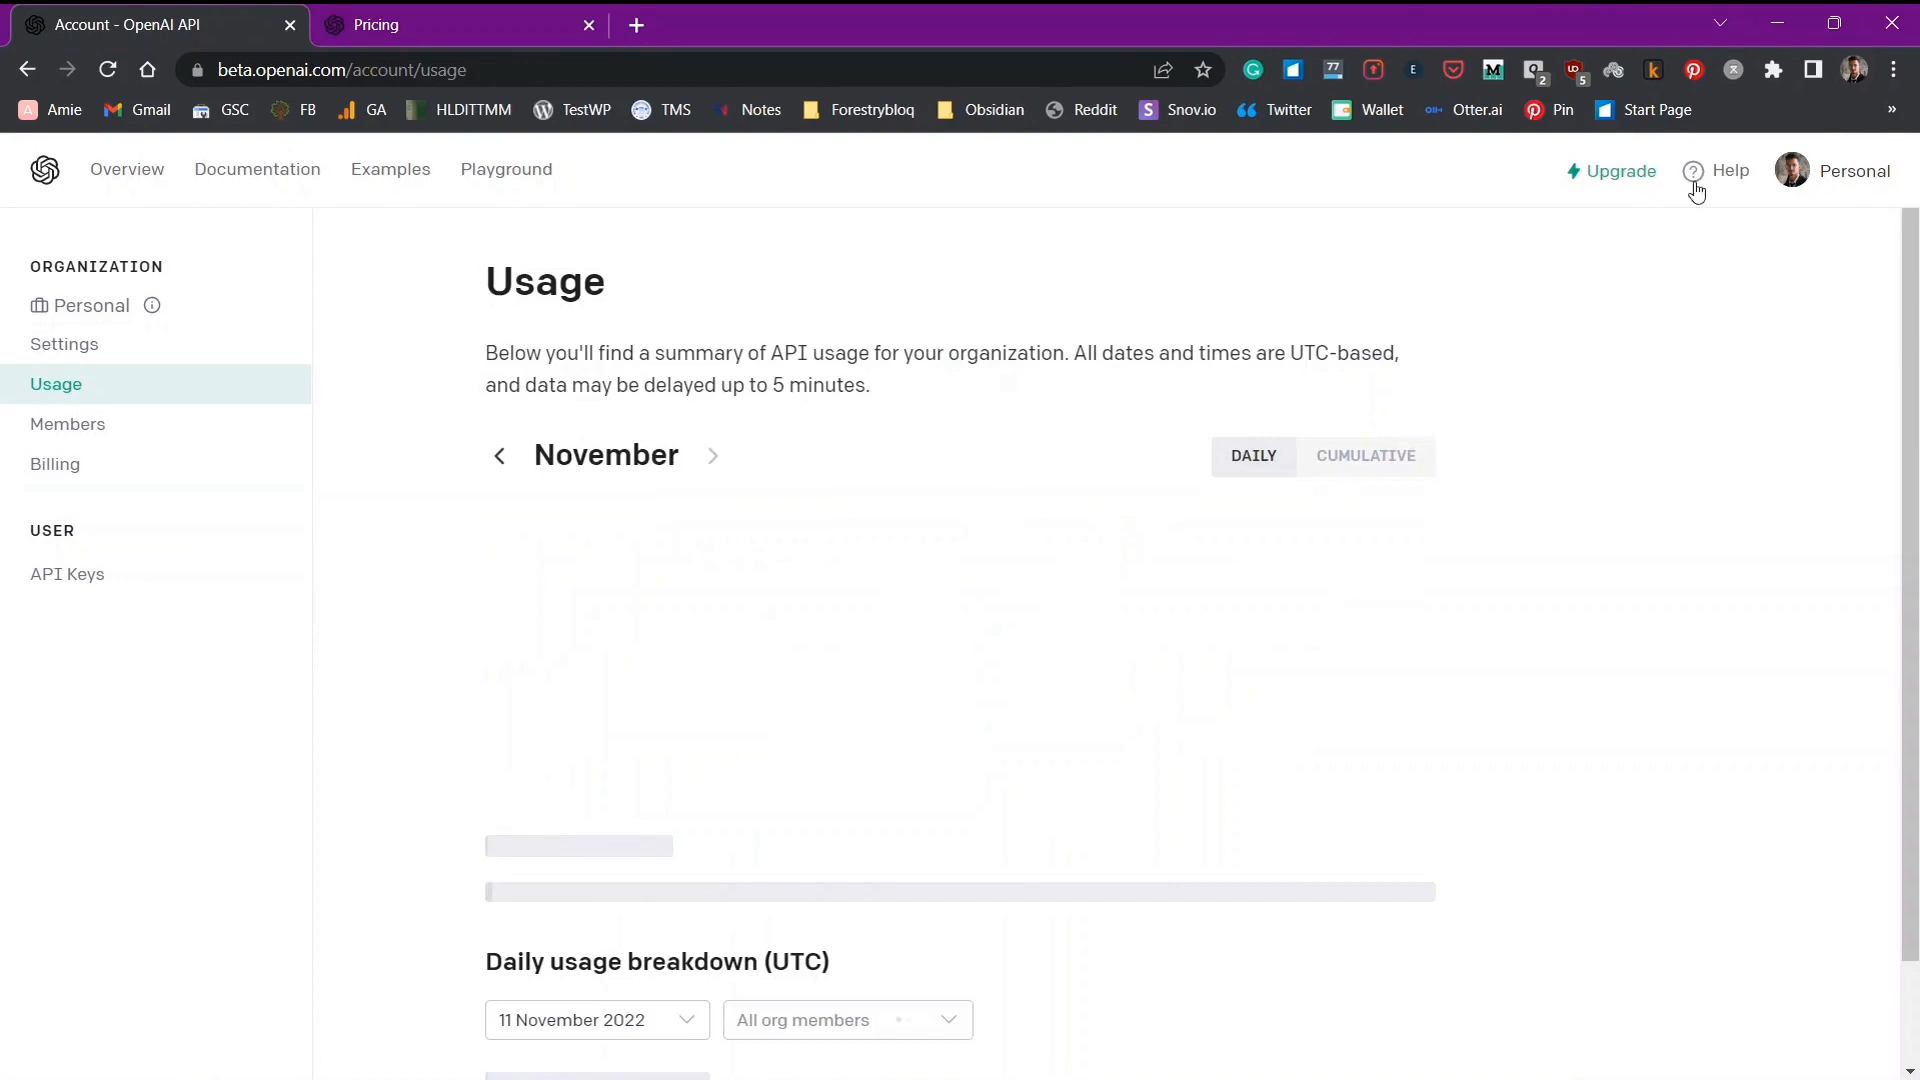 Account - OpenAI API
Pricing
beta.openai.com/account/usage
77
E
M
2
UD
5
k
Amie
Gmail
GSC
FB
GA
HLDITTMM
TestWP
TMS
Notes
Forestrybloq
Obsidian
Reddit
S
Snov.io
Twitter
Wallet
Otter.ai
Pin
Start Page
»
Overview
Documentation
Examples
Playground
Upgrade
Help
Personal
ORGANIZATION
Personal
Settings
Usage
Members
Billing
USER
API Keys
Usage
Below you'll find a summary of API usage for your organization. All dates and times are UTC-based,
and data may be delayed up to 5 minutes.
November
DAILY
CUMULATIVE
Daily usage breakdown (UTC)
11 November 2022
All org members